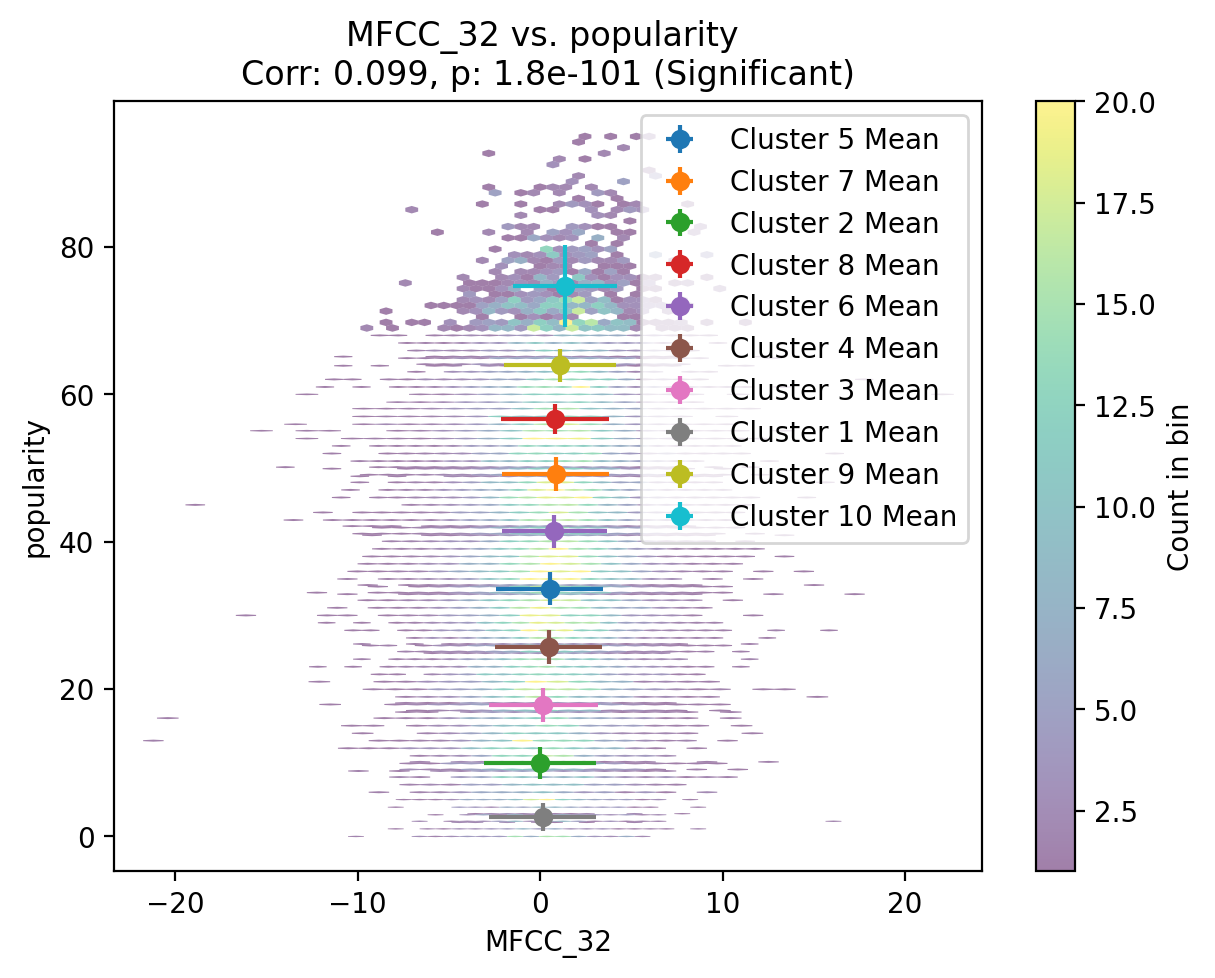 MFCC_32 vs. popularity
Corr: 0.099, p: 1.8e-101 (Significant)
popularity
80
60
40
20
0
−20
−10
0
10
20
MFCC_32
Cluster 5 Mean
Cluster 7 Mean
Cluster 2 Mean
Cluster 8 Mean
Cluster 6 Mean
Cluster 4 Mean
Cluster 3 Mean
Cluster 1 Mean
Cluster 9 Mean
Cluster 10 Mean
20.0
17.5
15.0
12.5
10.0
7.5
5.0
2.5
Count in bin